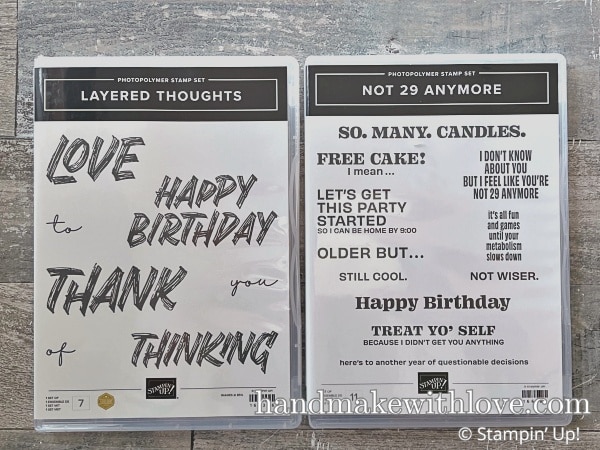 PHOTOPOLYMER STAMP SET
LAYERED THOUGHTS
LOVE
HAPPY
to BIRTHDAY
THANK you
of THINKING
7
STAMPIN' UP!
PHOTOPOLYMER STAMP SET
NOT 29 ANYMORE
SO. MANY. CANDLES.
FREE CAKE!
I mean...
LET'S GET
THIS PARTY
STARTED
SO I CAN BE HOME BY 9:00
OLDER BUT...
STILL COOL.
I DON'T KNOW
ABOUT YOU
BUT I FEEL LIKE YOU'RE
NOT 29 ANYMORE
it's all fun
and games
until your
metabolism
slows down
NOT WISER.
Happy Birthday
TREAT YO' SELF
BECAUSE I DIDN'T GET YOU ANYTHING
here's to another year of questionable decisions
11
STAMPIN' UP!
handmakewithlove.com
© Stampin' Up!